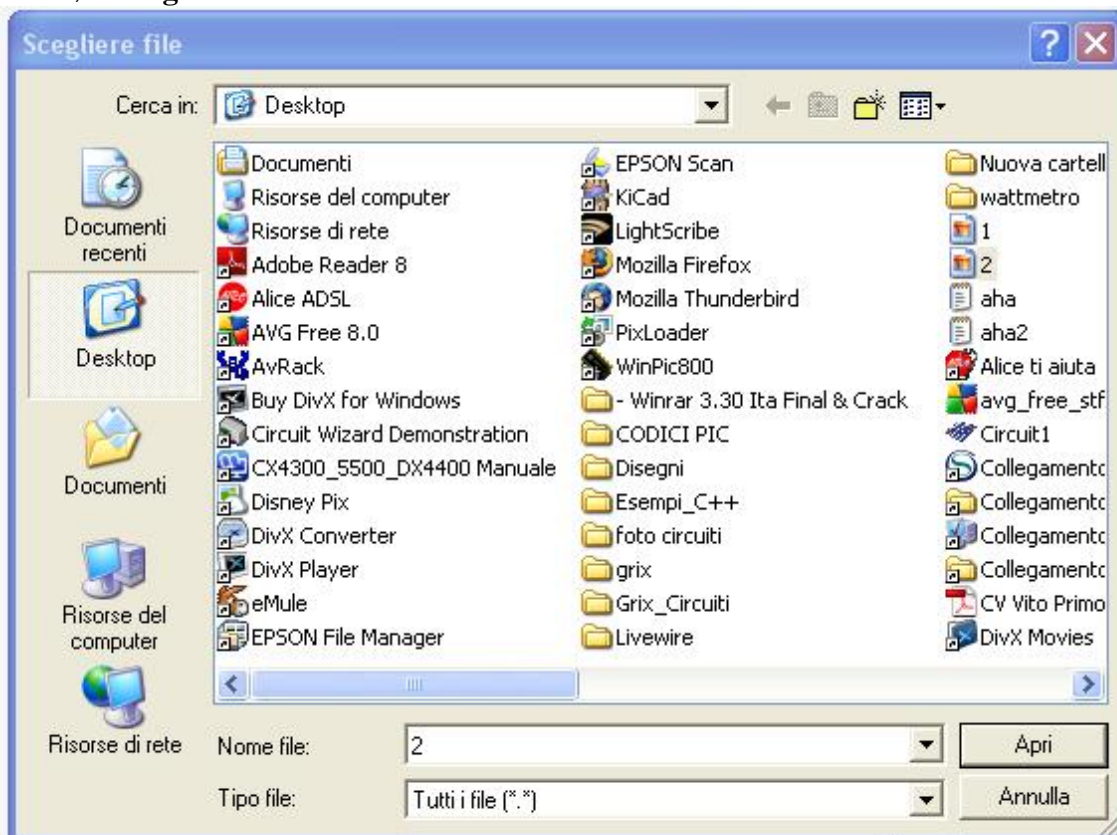 Scegliere file
Cerca in:
Desktop
Documenti
recenti
Desktop
Documenti
Risorse del
computer
Risorse di rete
Documenti
Risorse del computer
Risorse di rete
Adobe Reader 8
Alice ADSL
AVG Free 8.0
AvRack
Buy DivX for Windows
Circuit Wizard Demonstration
CX4300_5500_DX4400 Manuale
Disney Pix
DivX Converter
DivX Player
eMule
EPSON File Manager
EPSON Scan
KiCad
LightScribe
Mozilla Firefox
Mozilla Thunderbird
PixLoader
WinPic800
- Winrar 3.30 Ita Final & Crack
CODICI PIC
Disegni
Esempi_C++
foto circuiti
grix
Grix_Circuiti
Livewire
Nuova cartell
wattmetro
1
2
aha
aha2
Alice ti aiuta
avg_free_stf
Circuit1
Collegamento
Collegamento
Collegamento
Collegamento
CV Vito Primo
DivX Movies
Nome file:
2
Apri
Tipo file:
Tutti i file (*.*)
Annulla